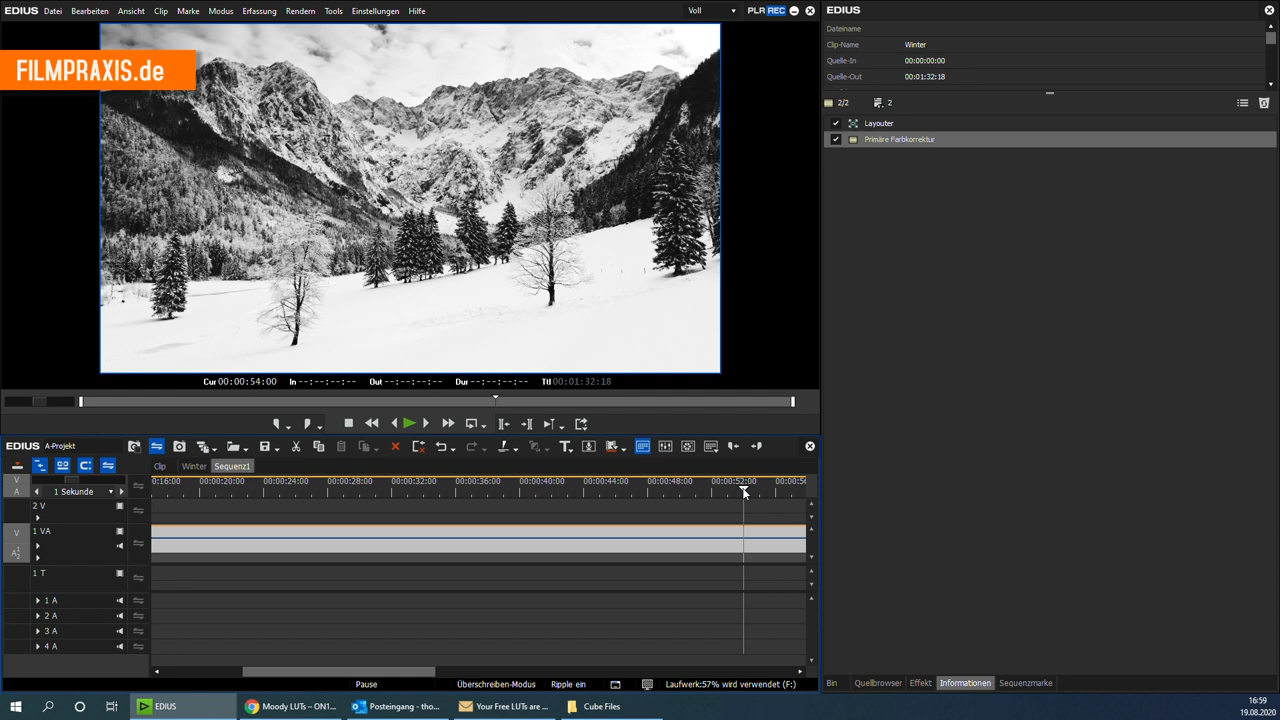 EDIUS Datei Bearbeiten Ansicht Clip Marke Modus Erfassung Rendern Tools Einstellungen Hilfe Voll PLR REC
FILMPRAXIS.de
Cur 00:00:54:00 In --:--:--:-- Out --:--:--:-- Dur --:--:--:-- Ttl 00:01:32:18
EDIUS
Dateiname
Clip-Name Winter
Quelle-In 00:00:00:00
Quelle-Out 00:01:32:18
2/2 2
Layouter
Primäre Farbkorrektur
EDIUS A-Projekt
Clip Winter Sequenz1
V
A
1 Sekunde
0:16:00 00:00:20:00 00:00:24:00 00:00:28:00 00:00:32:00 00:00:36:00 00:00:40:00 00:00:44:00 00:00:48:00 00:00:52:00 00:00:56
2 V
V 1 VA
1 T
1 A
2 A
3 A
4 A
Pause Überschreiben-Modus Ripple ein Laufwerk:57% wird verwendet (F:)
Bin Quellbrowser Effekt Informationen Sequenzmarke
EDIUS Moody LUTs – ON1... Posteingang - tho... Your Free LUTs are ... Cube Files
16:59
19.08.2020